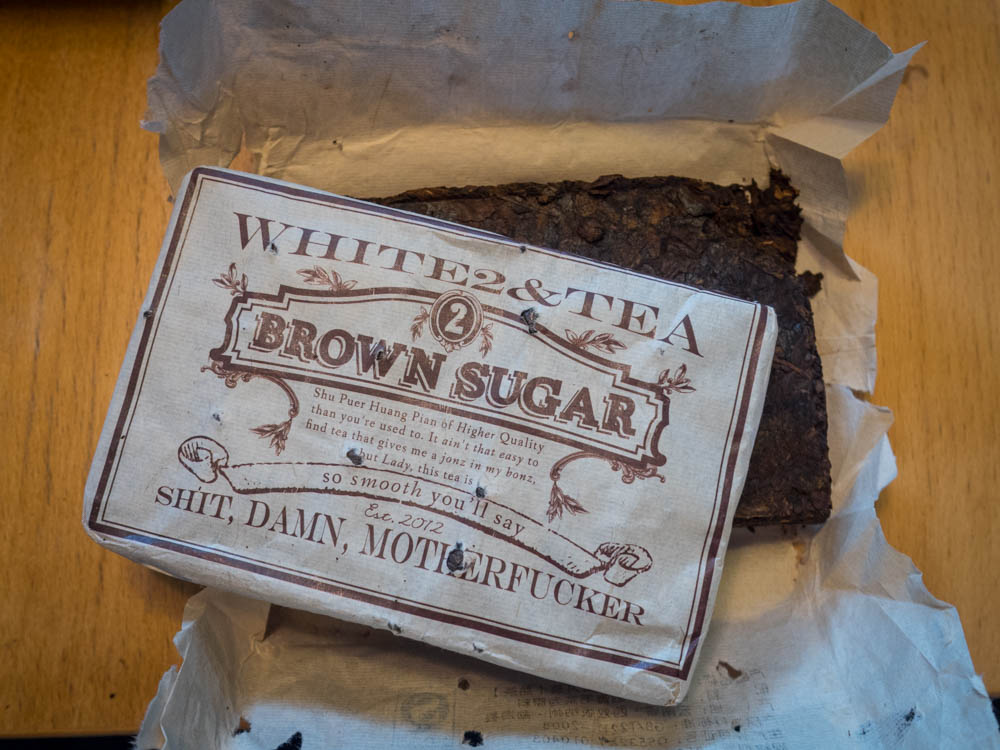 WHITE2&TEA
2
BROWN SUGAR
Shu Puer Huang Pian of Higher Quality
than you're used to. It ain't that easy to
find tea that gives me a jonz in my bonz,
but Lady, this tea is
so smooth you'll say
Est. 2012
SHIT, DAMN, MOTHERFUCKER